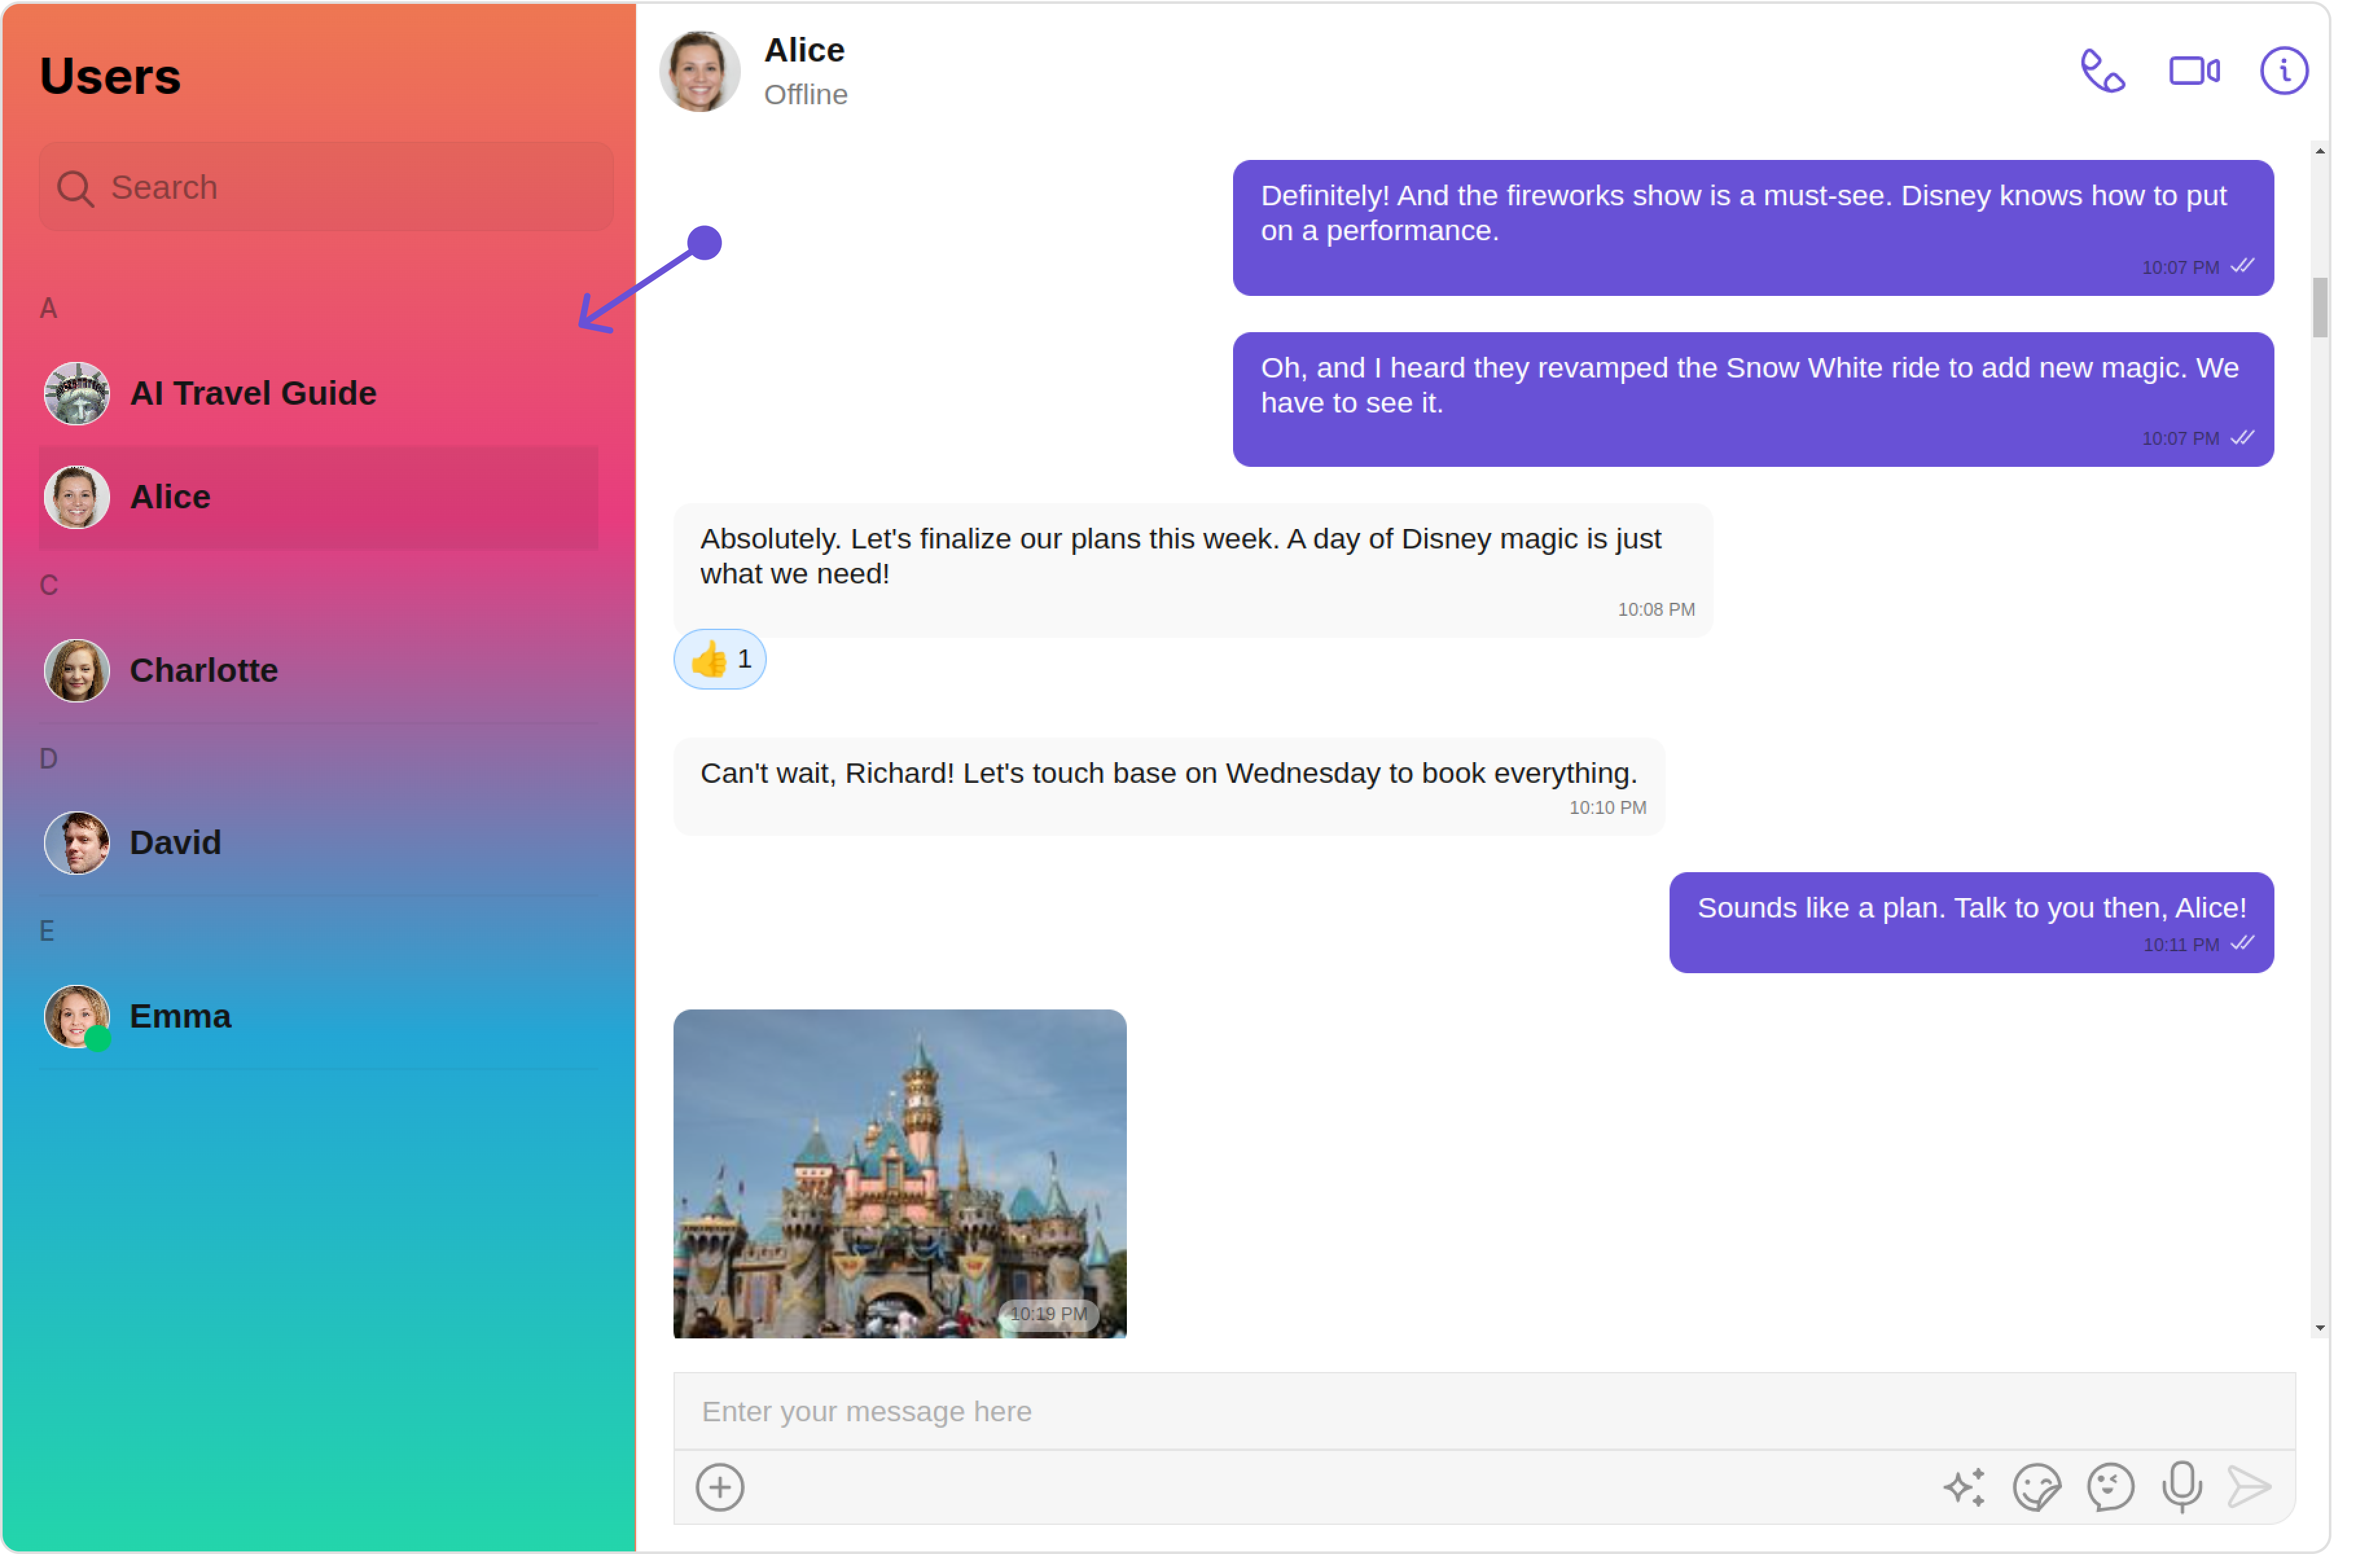 Users
Search
A
AI Travel Guide
Alice
C
Charlotte
D
David
E
Emma
Alice
Offline
Definitely! And the fireworks show is a must-see. Disney knows how to put
on a performance.
10:07 PM
Oh, and I heard they revamped the Snow White ride to add new magic. We
have to see it.
10:07 PM
Absolutely. Let's finalize our plans this week. A day of Disney magic is just
what we need!
10:08 PM
👍 1
Can't wait, Richard! Let's touch base on Wednesday to book everything.
10:10 PM
Sounds like a plan. Talk to you then, Alice!
10:11 PM
10:19 PM
Enter your message here